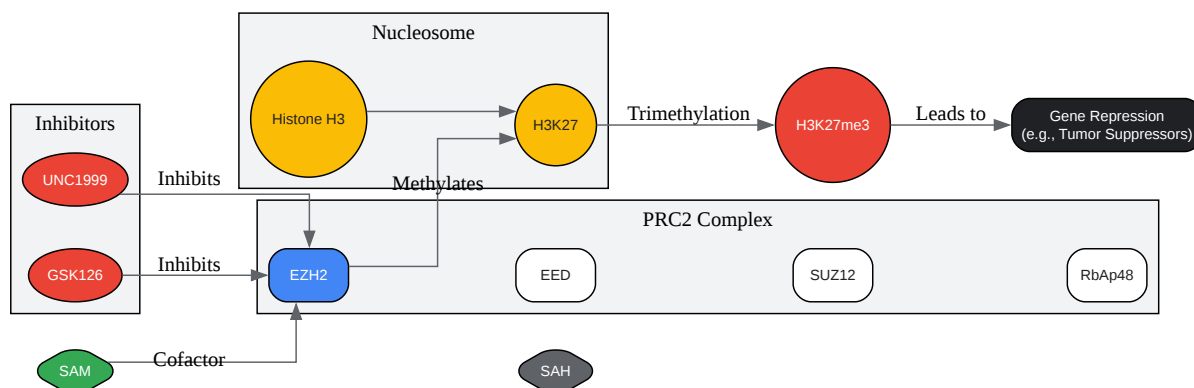 Nucleosome
Histone H3
H3K27
Trimethylation
H3K27me3
Leads to
Gene Repression
(e.g., Tumor Suppressors)
Inhibitors
UNC1999
Inhibits
Methylates
PRC2 Complex
GSK126
Inhibits
EZH2
EED
SUZ12
RbAp48
SAM
Cofactor
SAH